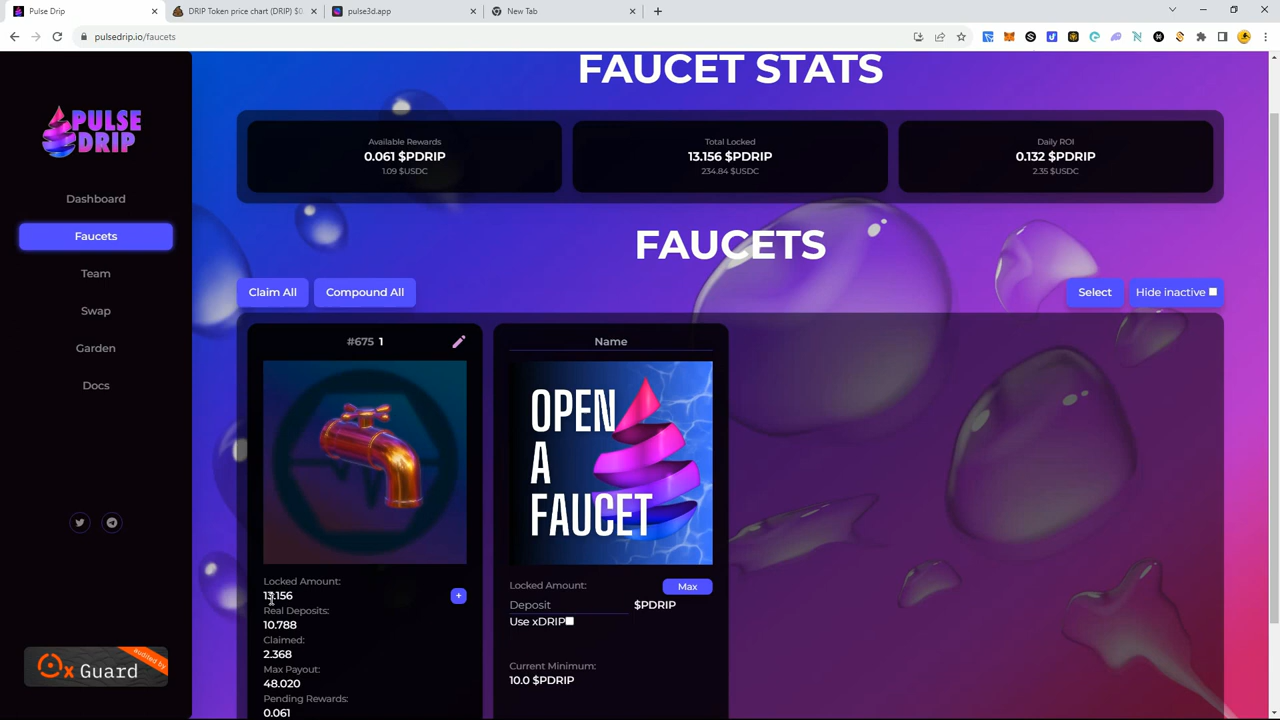 Pulse Drip
DRIP Token price chart (DRIP) $0
pulse3d.app
New Tab
pulsedrip.io/faucets
PULSE
DRIP
Dashboard
Faucets
Team
Swap
Garden
Docs
audited by
0x Guard
FAUCET STATS
Available Rewards
0.061 $PDRIP
1.09 $USDC
Total Locked
13.156 $PDRIP
234.84 $USDC
Daily ROI
0.132 $PDRIP
2.35 $USDC
FAUCETS
Claim All
Compound All
Select
Hide inactive
#675 1
Locked Amount:
13.156
+
Real Deposits:
10.788
Claimed:
2.368
Max Payout:
48.020
Pending Rewards:
0.061
Name
OPEN
A
FAUCET
Locked Amount:
Max
Deposit
$PDRIP
Use xDRIP
Current Minimum:
10.0 $PDRIP